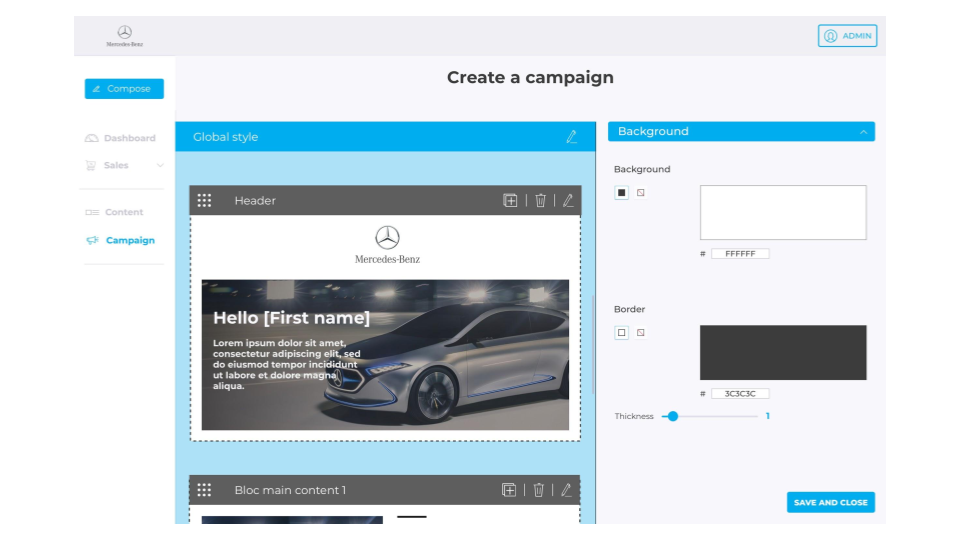 Mercedes-Benz
ADMIN
Create a campaign
Compose
Dashboard
Sales
Content
Campaign
Global style
Header
Mercedes-Benz
Hello [First name]
Lorem ipsum dolor sit amet,
consectetur adipiscing elit, sed
do eiusmod tempor incididunt
ut labore et dolore magna
aliqua.
Bloc main content 1
Background
Background
# FFFFFF
Border
# 3C3C3C
Thickness 1
SAVE AND CLOSE